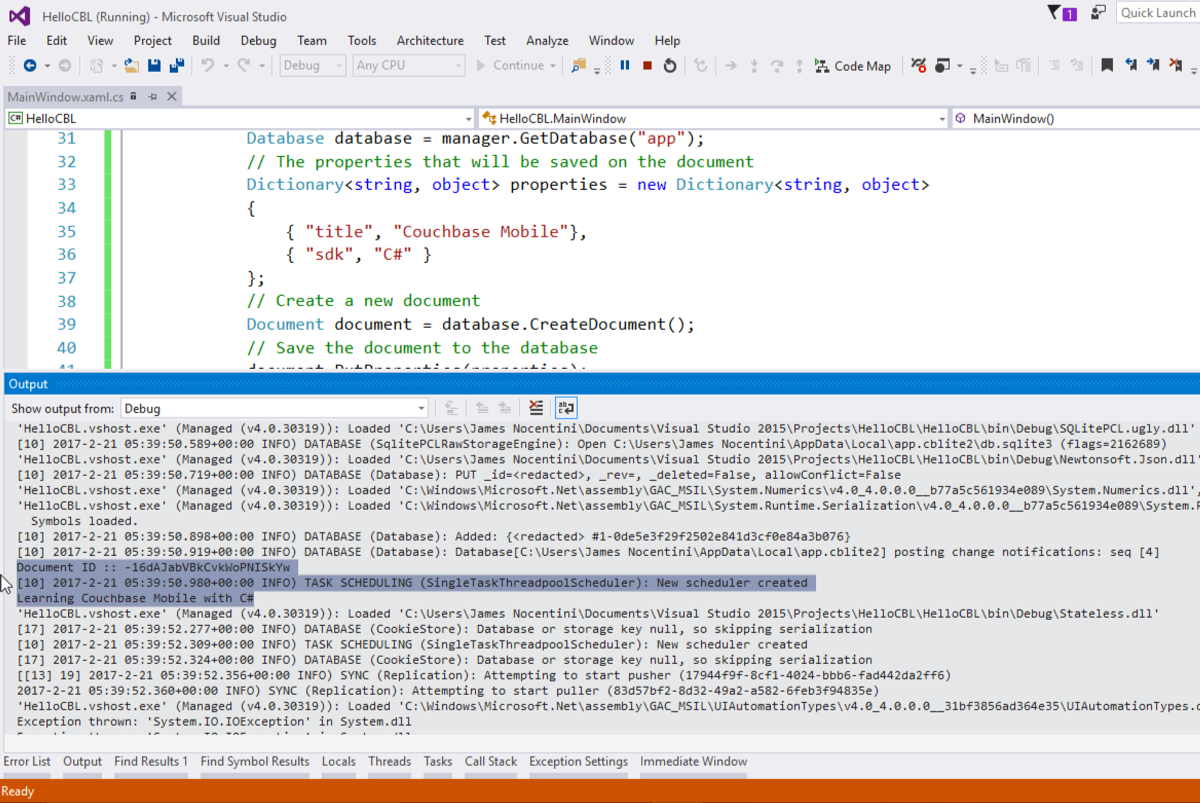 HelloCBL (Running) - Microsoft Visual Studio
1
Quick Launch
File Edit View Project Build Debug Team Tools Architecture Test Analyze Window Help
Debug Any CPU Continue Code Map
MainWindow.xaml.cs
C# HelloCBL HelloCBL.MainWindow MainWindow()
31 Database database = manager.GetDatabase("app");
32 // The properties that will be saved on the document
33 Dictionary<string, object> properties = new Dictionary<string, object>
34 {
35 { "title", "Couchbase Mobile"},
36 { "sdk", "C#" }
37 };
38 // Create a new document
39 Document document = database.CreateDocument();
40 // Save the document to the database
41 document.PutProperties(properties);
Output
Show output from: Debug
'HelloCBL.vshost.exe' (Managed (v4.0.30319)): Loaded 'C:\Users\James Nocentini\Documents\Visual Studio 2015\Projects\HelloCBL\HelloCBL\bin\Debug\SQLitePCL.ugly.dll'
[10] 2017-2-21 05:39:50.589+00:00 INFO) DATABASE (SqlitePCLRawStorageEngine): Open C:\Users\James Nocentini\AppData\Local\app.cblite2\db.sqlite3 (flags=2162689)
'HelloCBL.vshost.exe' (Managed (v4.0.30319)): Loaded 'C:\Users\James Nocentini\Documents\Visual Studio 2015\Projects\HelloCBL\HelloCBL\bin\Debug\Newtonsoft.Json.dll'
[10] 2017-2-21 05:39:50.719+00:00 INFO) DATABASE (Database): PUT _id=<redacted>, _rev=, _deleted=False, allowConflict=False
'HelloCBL.vshost.exe' (Managed (v4.0.30319)): Loaded 'C:\Windows\Microsoft.Net\assembly\GAC_MSIL\System.Numerics\v4.0_4.0.0.0__b77a5c561934e089\System.Numerics.dll',
'HelloCBL.vshost.exe' (Managed (v4.0.30319)): Loaded 'C:\Windows\Microsoft.Net\assembly\GAC_MSIL\System.Runtime.Serialization\v4.0_4.0.0.0__b77a5c561934e089\System.R
Symbols loaded.
[10] 2017-2-21 05:39:50.898+00:00 INFO) DATABASE (Database): Added: {<redacted> #1-0de5e3f29f2502e841d3cf0e84a3b076}
[10] 2017-2-21 05:39:50.919+00:00 INFO) DATABASE (Database): Database[C:\Users\James Nocentini\AppData\Local\app.cblite2] posting change notifications: seq [4]
Document ID :: -16dAJabVBkCvkWoPNISkYw
[10] 2017-2-21 05:39:50.980+00:00 INFO) TASK SCHEDULING (SingleTaskThreadpoolScheduler): New scheduler created
Learning Couchbase Mobile with C#
'HelloCBL.vshost.exe' (Managed (v4.0.30319)): Loaded 'C:\Users\James Nocentini\Documents\Visual Studio 2015\Projects\HelloCBL\HelloCBL\bin\Debug\Stateless.dll'
[17] 2017-2-21 05:39:52.277+00:00 INFO) DATABASE (CookieStore): Database or storage key null, so skipping serialization
[10] 2017-2-21 05:39:52.309+00:00 INFO) TASK SCHEDULING (SingleTaskThreadpoolScheduler): New scheduler created
[17] 2017-2-21 05:39:52.324+00:00 INFO) DATABASE (CookieStore): Database or storage key null, so skipping serialization
[[13] 19] 2017-2-21 05:39:52.356+00:00 INFO) SYNC (Replication): Attempting to start pusher (17944f9f-8cf1-4024-bbb6-fad442da2ff6)
2017-2-21 05:39:52.360+00:00 INFO) SYNC (Replication): Attempting to start puller (83d57bf2-8d32-49a2-a582-6feb3f94835e)
'HelloCBL.vshost.exe' (Managed (v4.0.30319)): Loaded 'C:\Windows\Microsoft.Net\assembly\GAC_MSIL\UIAutomationTypes\v4.0_4.0.0.0__31bf3856ad364e35\UIAutomationTypes.d
Exception thrown: 'System.IO.IOException' in System.dll
Error List Output Find Results 1 Find Symbol Results Locals Threads Tasks Call Stack Exception Settings Immediate Window
Ready